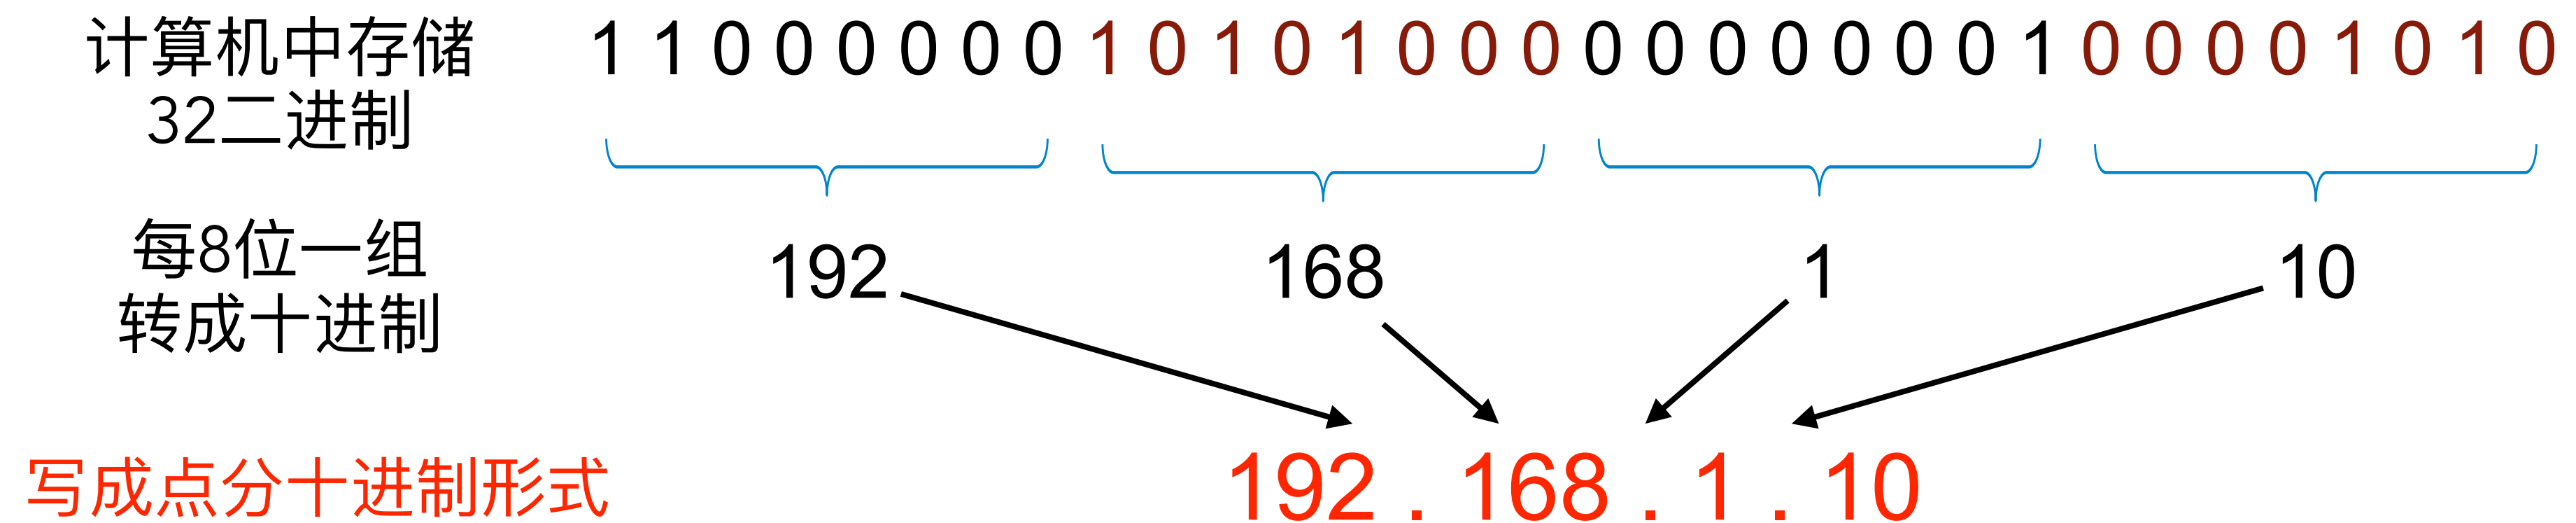 计算机中存储 1 1 0 0 0 0 0 0 1 0 1 0 1 0 0 0 0 0 0 0 0 0 0 1 0 0 0 0 1 0 1 0
32二进制
每8位一组
192 168 1 10
转成十进制
写成点分十进制形式 192 . 168 . 1 . 10